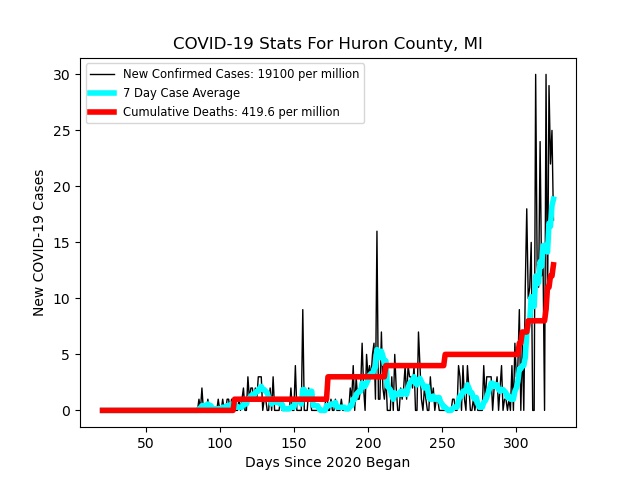 COVID-19 Stats For Huron County, MI
New Confirmed Cases: 19100 per million
7 Day Case Average
Cumulative Deaths: 419.6 per million
New COVID-19 Cases
30
25
20
15
10
5
0
50 100 150 200 250 300
Days Since 2020 Began